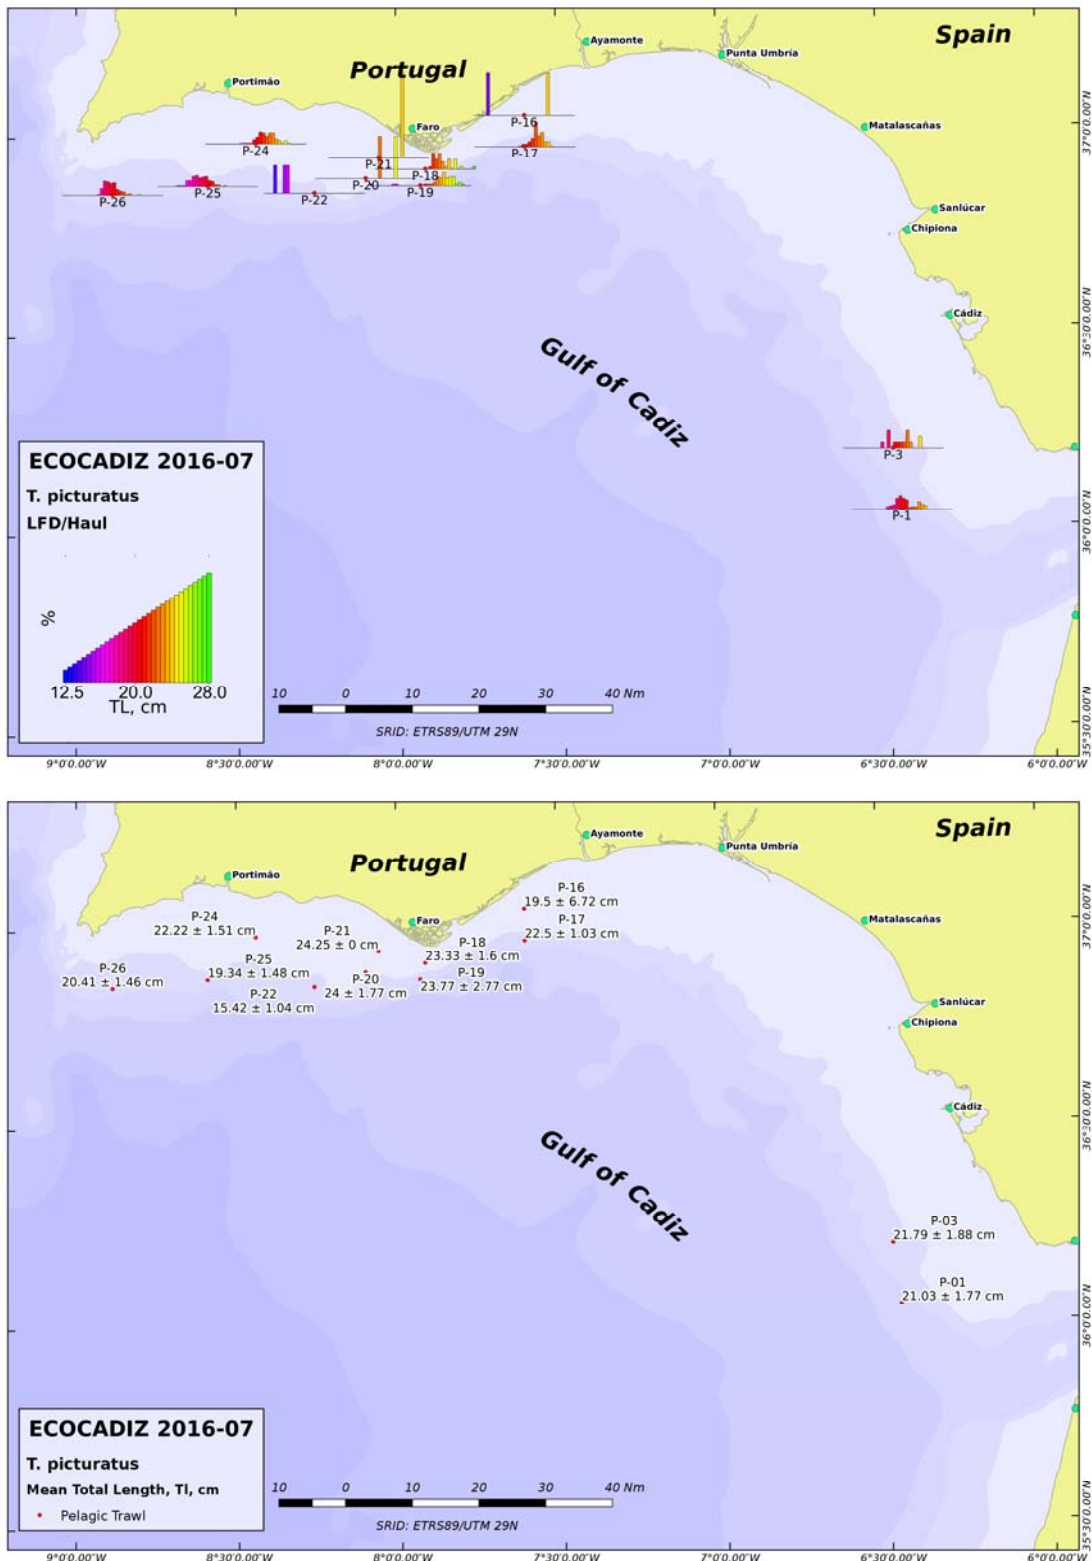 Spain
Ayamonte
Punta Umbría
Portugal
Portimão
P-16
Faro
Matalascañas
37°0'0.00"N
P-24
P-17
P-21
P-18
P-20
P-25
P-19
P-26
P-22
Sanlúcar
Chipiona
Cádiz
36°30'0.00"N
Gulf of Cadiz
P-3
P-1
36°0'0.00"N
ECOCADIZ 2016-07
T. picturatus
LFD/Haul
%
12.5 20.0 28.0
TL, cm
10 0 10 20 30 40 Nm
SRID: ETRS89/UTM 29N
35°30'0.00"N
9°0'0.00"W 8°30'0.00"W 8°0'0.00"W 7°30'0.00"W 7°0'0.00"W 6°30'0.00"W 6°0'0.00"W
Spain
Ayamonte
Punta Umbría
Portugal
Portimão
P-16
19.5 ± 6.72 cm
Faro
Matalascañas
37°0'0.00"N
P-24
22.22 ± 1.51 cm
P-17
22.5 ± 1.03 cm
P-21
24.25 ± 0 cm
P-18
23.33 ± 1.6 cm
P-25
19.34 ± 1.48 cm
P-26
20.41 ± 1.46 cm
P-19
23.77 ± 2.77 cm
P-20
24 ± 1.77 cm
P-22
15.42 ± 1.04 cm
Sanlúcar
Chipiona
Cádiz
36°30'0.00"N
Gulf of Cadiz
P-03
21.79 ± 1.88 cm
P-01
21.03 ± 1.77 cm
36°0'0.00"N
ECOCADIZ 2016-07
T. picturatus
Mean Total Length, Tl, cm
Pelagic Trawl
10 0 10 20 30 40 Nm
SRID: ETRS89/UTM 29N
35°30'0.00"N
9°0'0.00"W 8°30'0.00"W 8°0'0.00"W 7°30'0.00"W 7°0'0.00"W 6°30'0.00"W 6°0'0.00"W